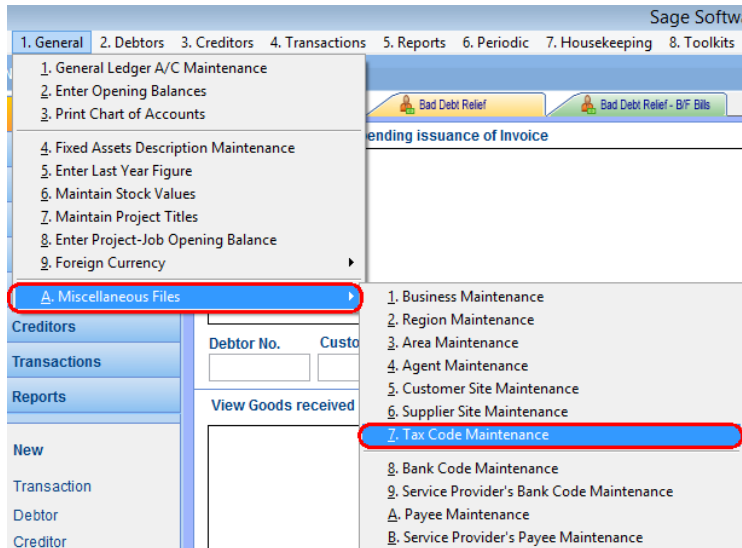 Sage Softw
1. General 2. Debtors 3. Creditors 4. Transactions 5. Reports 6. Periodic 7. Housekeeping 8. Toolkits
1. General Ledger A/C Maintenance
2. Enter Opening Balances
3. Print Chart of Accounts
4. Fixed Assets Description Maintenance
5. Enter Last Year Figure
6. Maintain Stock Values
7. Maintain Project Titles
8. Enter Project-Job Opening Balance
9. Foreign Currency
A. Miscellaneous Files
Bad Debt Relief
Bad Debt Relief - B/F Bills
ending issuance of Invoice
1. Business Maintenance
2. Region Maintenance
3. Area Maintenance
4. Agent Maintenance
5. Customer Site Maintenance
6. Supplier Site Maintenance
7. Tax Code Maintenance
8. Bank Code Maintenance
9. Service Provider's Bank Code Maintenance
A. Payee Maintenance
B. Service Provider's Payee Maintenance
Creditors
Transactions
Reports
New
Transaction
Debtor
Creditor
Debtor No. Custo
View Goods received